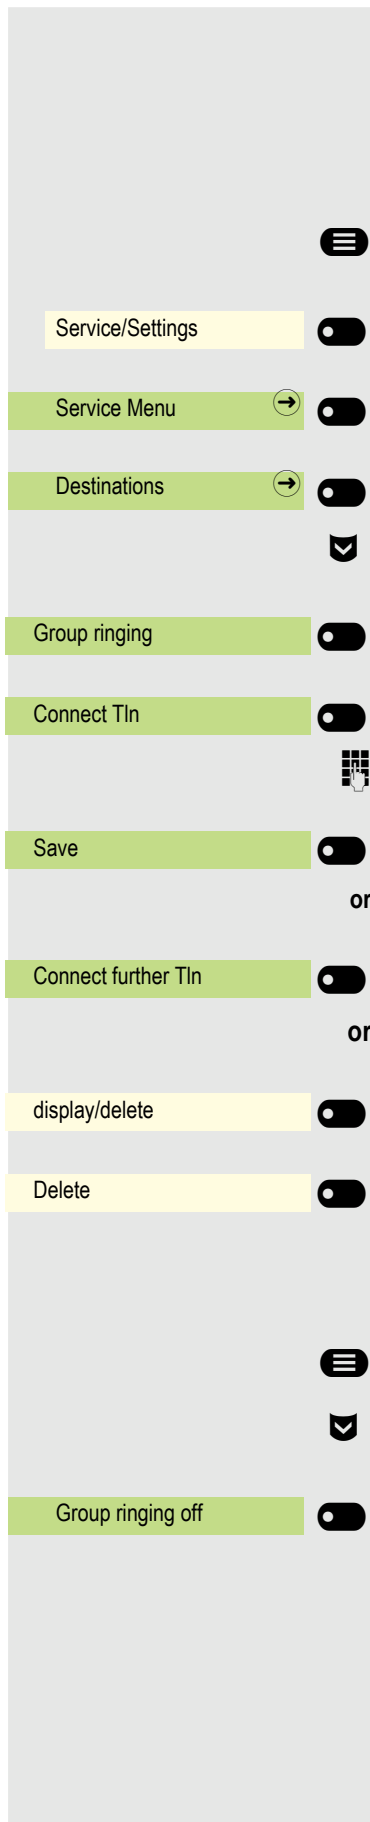 Service/Settings
Service Menu
Destinations
Group ringing
Connect Tln
Save
or
Connect further Tln
or
display/delete
Delete
Group ringing off